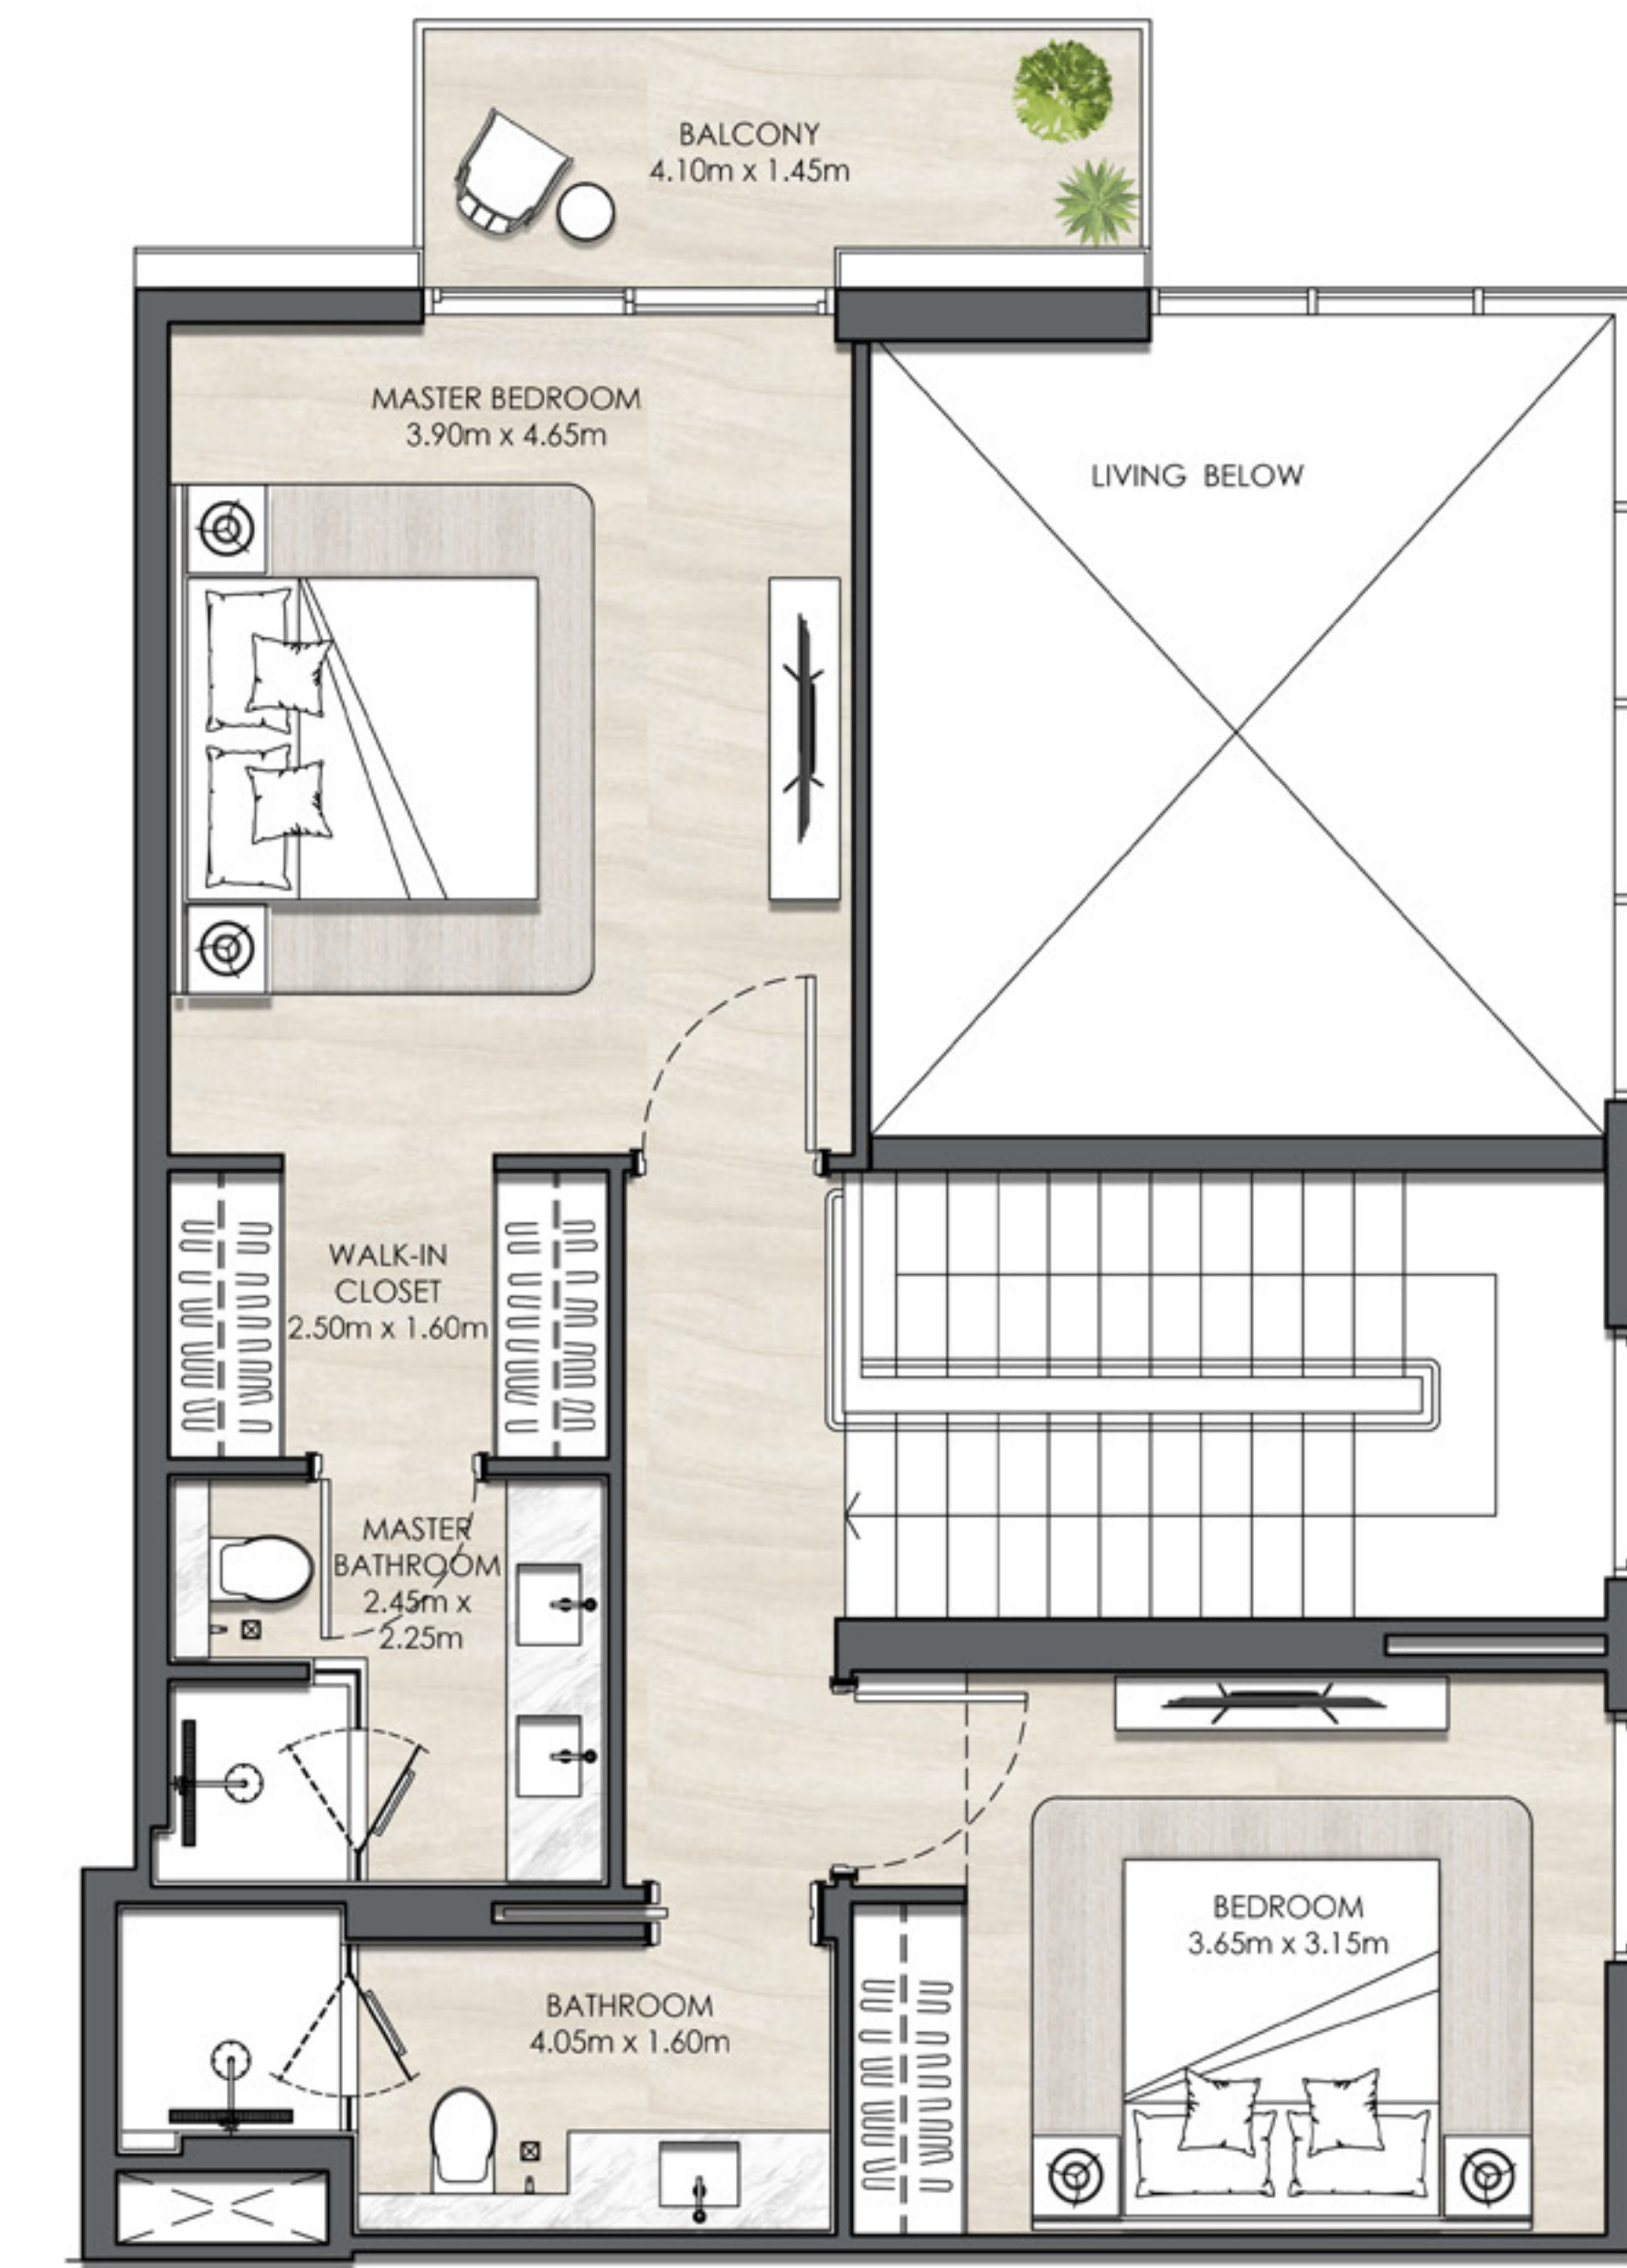 BALCONY
4.10m x 1.45m
MASTER BEDROOM
3.90m x 4.65m
LIVING BELOW
WALK-IN
CLOSET
2.50m x 1.60m
MASTER
BATHROOM
2.45m x
2.25m
BEDROOM
3.65m x 3.15m
BATHROOM
4.05m x 1.60m